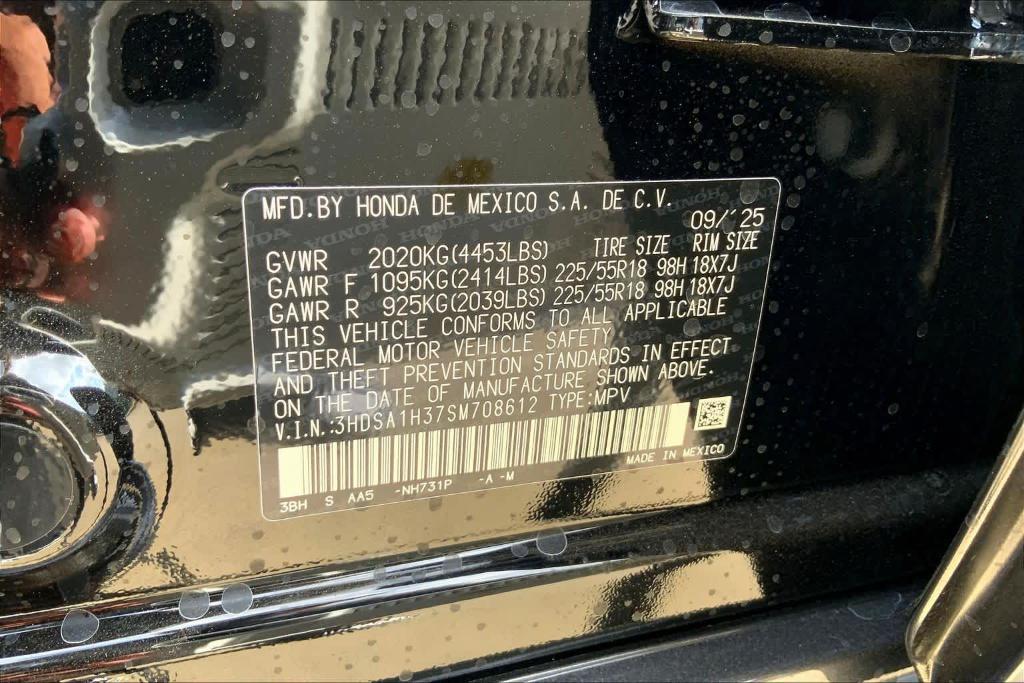 MFD.BY HONDA DE MEXICO S.A. DE C.V.
09/´25
GVWR 2020KG(4453LBS) TIRE SIZE RIM SIZE
GAWR F 1095KG(2414LBS) 225/55R18 98H 18X7J
GAWR R 925KG(2039LBS) 225/55R18 98H 18X7J
THIS VEHICLE CONFORMS TO ALL APPLICABLE
FEDERAL MOTOR VEHICLE SAFETY
AND THEFT PREVENTION STANDARDS IN EFFECT
ON THE DATE OF MANUFACTURE SHOWN ABOVE.
V.I.N.:3HDSA1H37SM708612 TYPE:MPV
3BH S AA5 -NH731P -A -M MADE IN MEXICO